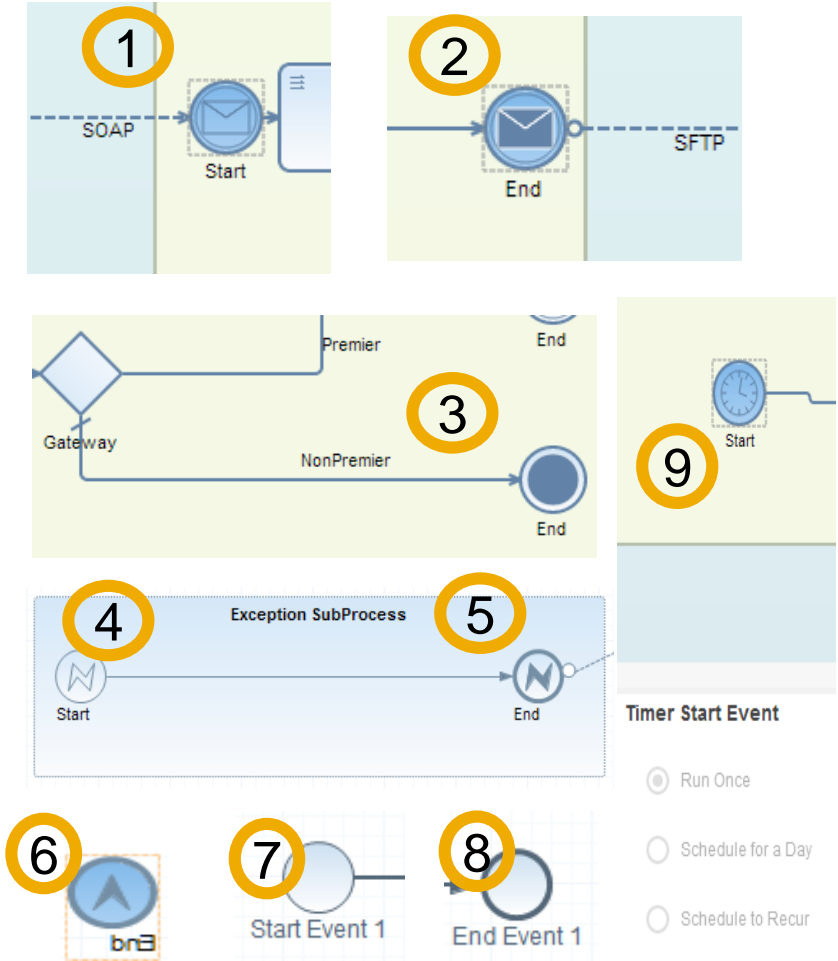 1
SOAP
Start
2
SFTP
End
Premier
End
3
Gateway
NonPremier
End
Start
9
4
Exception SubProcess
5
Start
End
Timer Start Event
Run Once
Schedule for a Day
Schedule to Recur
6
End
7
Start Event 1
8
End Event 1